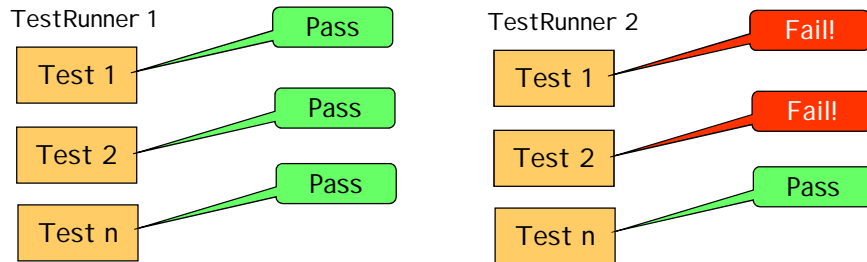 TestRunner 1
Pass
Test 1
Pass
Test 2
Pass
Test n
TestRunner 2
Fail!
Test 1
Fail!
Test 2
Pass
Test n